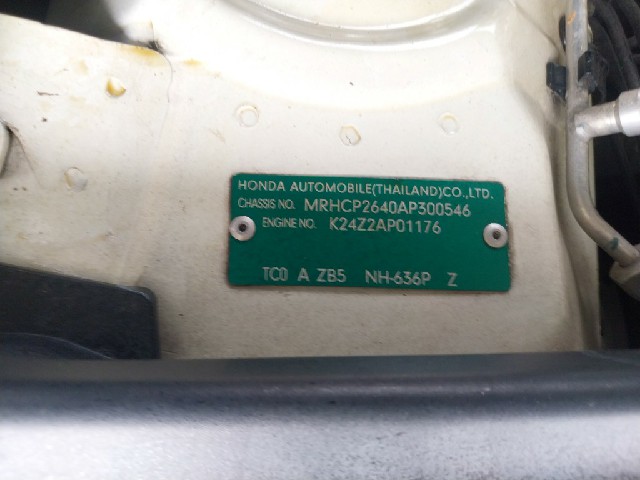 HONDA AUTOMOBILE(THAILAND)CO.,LTD.
CHASSIS NO. MRHCP2640AP300546
ENGINE NO. K24Z2AP01176
TC0 A ZB5 NH-636P Z